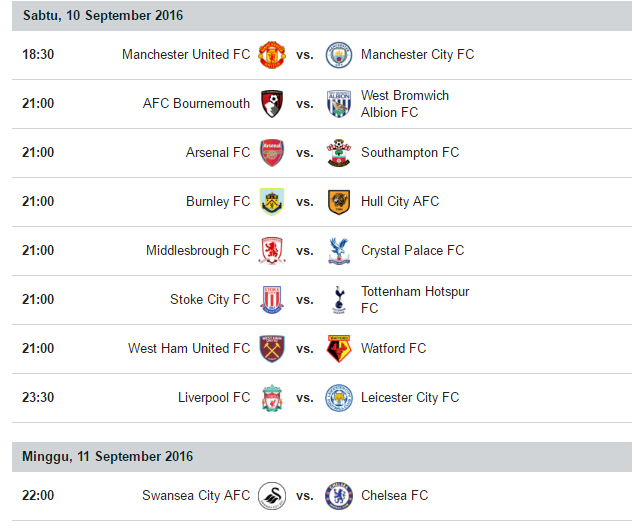 Sabtu, 10 September 2016
18:30 Manchester United FC vs. Manchester City FC
21:00 AFC Bournemouth vs. West Bromwich
Albion FC
21:00 Arsenal FC vs. Southampton FC
21:00 Burnley FC vs. Hull City AFC
21:00 Middlesbrough FC vs. Crystal Palace FC
21:00 Stoke City FC vs. Tottenham Hotspur
FC
21:00 West Ham United FC vs. Watford FC
23:30 Liverpool FC vs. Leicester City FC
Minggu, 11 September 2016
22:00 Swansea City AFC vs. Chelsea FC